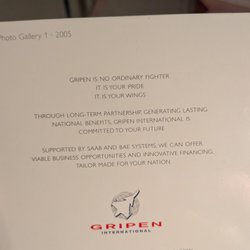 Photo Gallery 1 - 2005
GRIPEN IS NO ORDINARY FIGHTER
IT IS YOUR PRIDE
IT IS YOUR WINGS
THROUGH LONG-TERM PARTNERSHIP, GENERATING LASTING
NATIONAL BENEFITS, GRIPEN INTERNATIONAL IS
COMMITTED TO YOUR FUTURE
SUPPORTED BY SAAB AND BAE SYSTEMS, WE CAN OFFER
VIABLE BUSINESS OPPORTUNITIES AND INNOVATIVE FINANCING,
TAILOR MADE FOR YOUR NATION.
GRIPEN
INTERNATIONAL